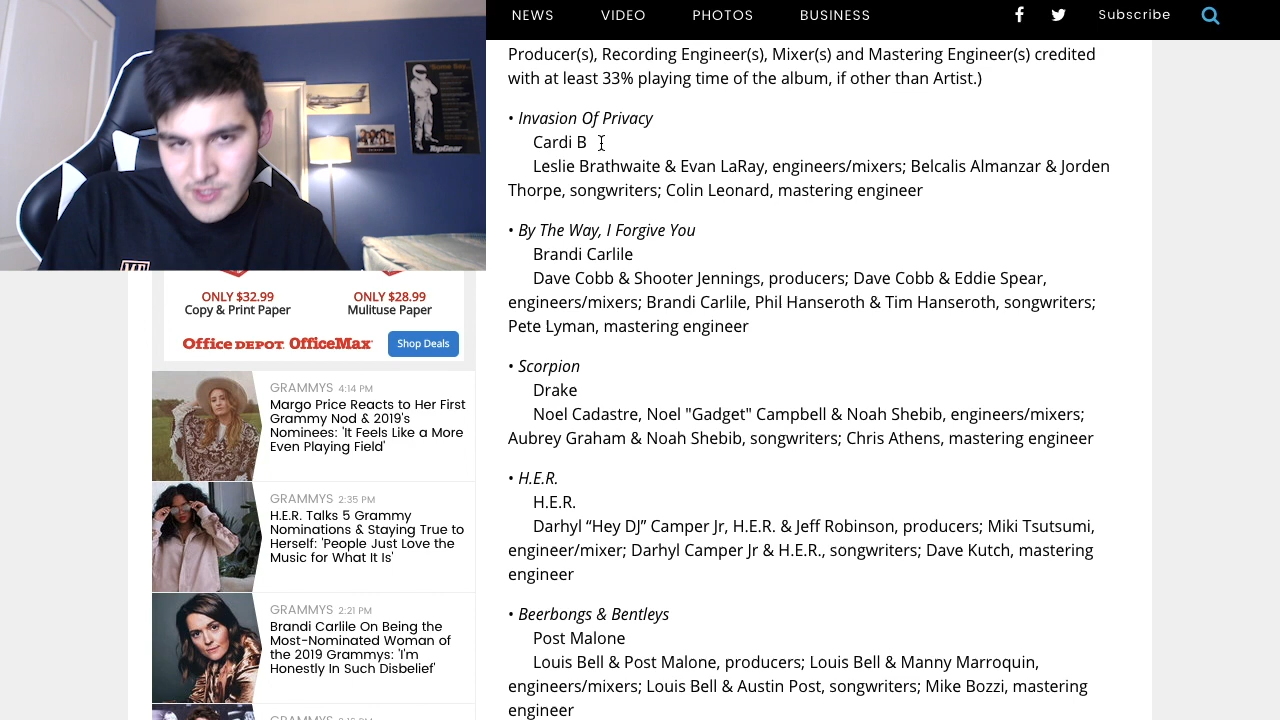 NEWS VIDEO PHOTOS BUSINESS Subscribe
Producer(s), Recording Engineer(s), Mixer(s) and Mastering Engineer(s) credited
with at least 33% playing time of the album, if other than Artist.)
• Invasion Of Privacy
Cardi B
Leslie Brathwaite & Evan LaRay, engineers/mixers; Belcalis Almanzar & Jorden
Thorpe, songwriters; Colin Leonard, mastering engineer
• By The Way, I Forgive You
Brandi Carlile
Dave Cobb & Shooter Jennings, producers; Dave Cobb & Eddie Spear,
engineers/mixers; Brandi Carlile, Phil Hanseroth & Tim Hanseroth, songwriters;
Pete Lyman, mastering engineer
• Scorpion
Drake
Noel Cadastre, Noel "Gadget" Campbell & Noah Shebib, engineers/mixers;
Aubrey Graham & Noah Shebib, songwriters; Chris Athens, mastering engineer
• H.E.R.
H.E.R.
Darhyl “Hey DJ” Camper Jr, H.E.R. & Jeff Robinson, producers; Miki Tsutsumi,
engineer/mixer; Darhyl Camper Jr & H.E.R., songwriters; Dave Kutch, mastering
engineer
• Beerbongs & Bentleys
Post Malone
Louis Bell & Post Malone, producers; Louis Bell & Manny Marroquin,
engineers/mixers; Louis Bell & Austin Post, songwriters; Mike Bozzi, mastering
engineer
"Some Say...
TopGear
ONLY $32.99
Copy & Print Paper
ONLY $28.99
Mulituse Paper
Office DEPOT OfficeMax
Shop Deals
GRAMMYS 4:14 PM
Margo Price Reacts to Her First
Grammy Nod & 2019's
Nominees: 'It Feels Like a More
Even Playing Field'
GRAMMYS 2:35 PM
H.E.R. Talks 5 Grammy
Nominations & Staying True to
Herself: 'People Just Love the
Music for What It Is'
GRAMMYS 2:21 PM
Brandi Carlile On Being the
Most-Nominated Woman of
the 2019 Grammys: 'I'm
Honestly In Such Disbelief'